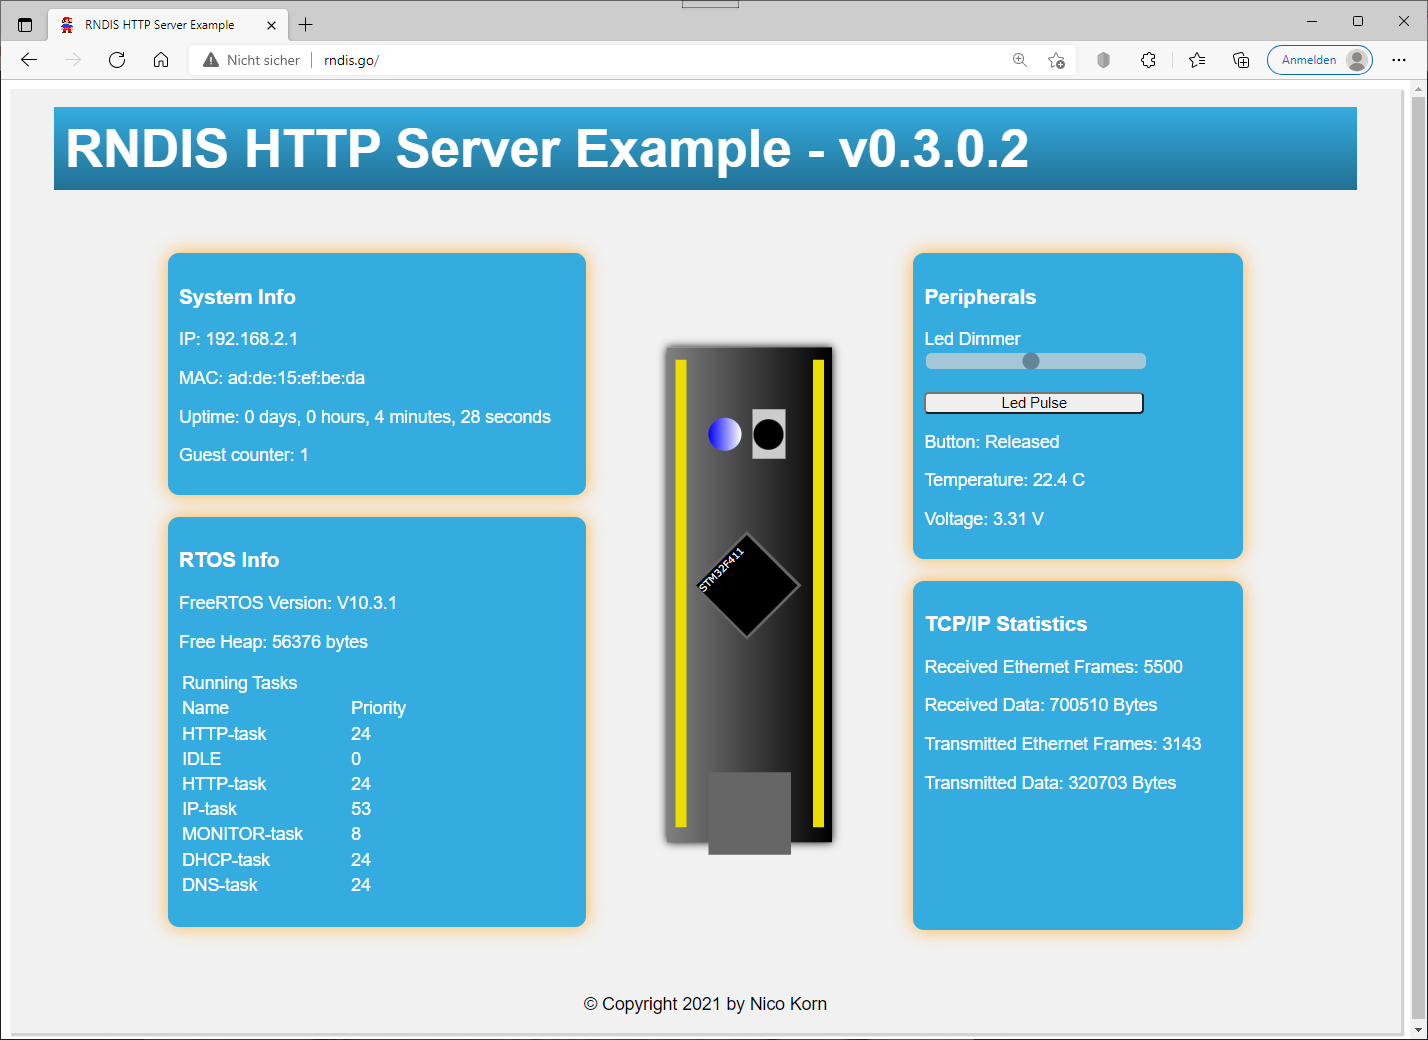 RNDIS HTTP Server Example
Nicht sicher
rndis.go/
Anmelden
RNDIS HTTP Server Example - v0.3.0.2
System Info
IP: 192.168.2.1
MAC: ad:de:15:ef:be:da
Uptime: 0 days, 0 hours, 4 minutes, 28 seconds
Guest counter: 1
RTOS Info
FreeRTOS Version: V10.3.1
Free Heap: 56376 bytes
Running Tasks
Name Priority
HTTP-task 24
IDLE 0
HTTP-task 24
IP-task 53
MONITOR-task 8
DHCP-task 24
DNS-task 24
STM32F411
Peripherals
Led Dimmer
Led Pulse
Button: Released
Temperature: 22.4 C
Voltage: 3.31 V
TCP/IP Statistics
Received Ethernet Frames: 5500
Received Data: 700510 Bytes
Transmitted Ethernet Frames: 3143
Transmitted Data: 320703 Bytes
© Copyright 2021 by Nico Korn